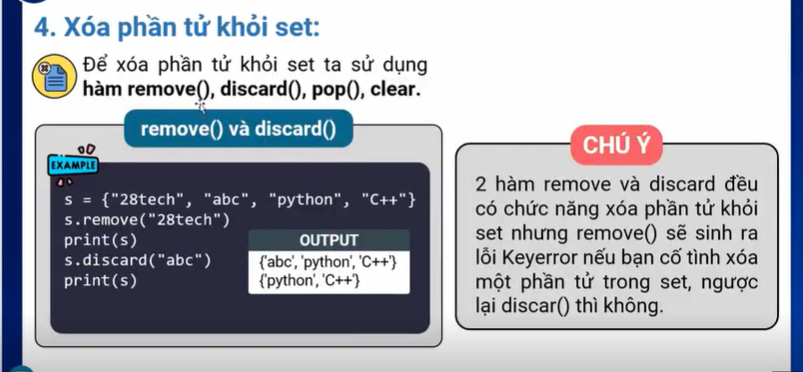 4. Xóa phần tử khỏi set:
Để xóa phần tử khỏi set ta sử dụng
hàm remove(), discard(), pop(), clear.
remove() và discard()
EXAMPLE
s = {"28tech", "abc", "python", "C++"}
s.remove("28tech")
print(s)
s.discard("abc")
print(s)
OUTPUT
{'abc', 'python', 'C++'}
{'python', 'C++'}
CHÚ Ý
2 hàm remove và discard đều
có chức năng xóa phần tử khỏi
set nhưng remove() sẽ sinh ra
lỗi Keyerror nếu bạn cố tình xóa
một phần tử trong set, ngược
lại discar() thì không.